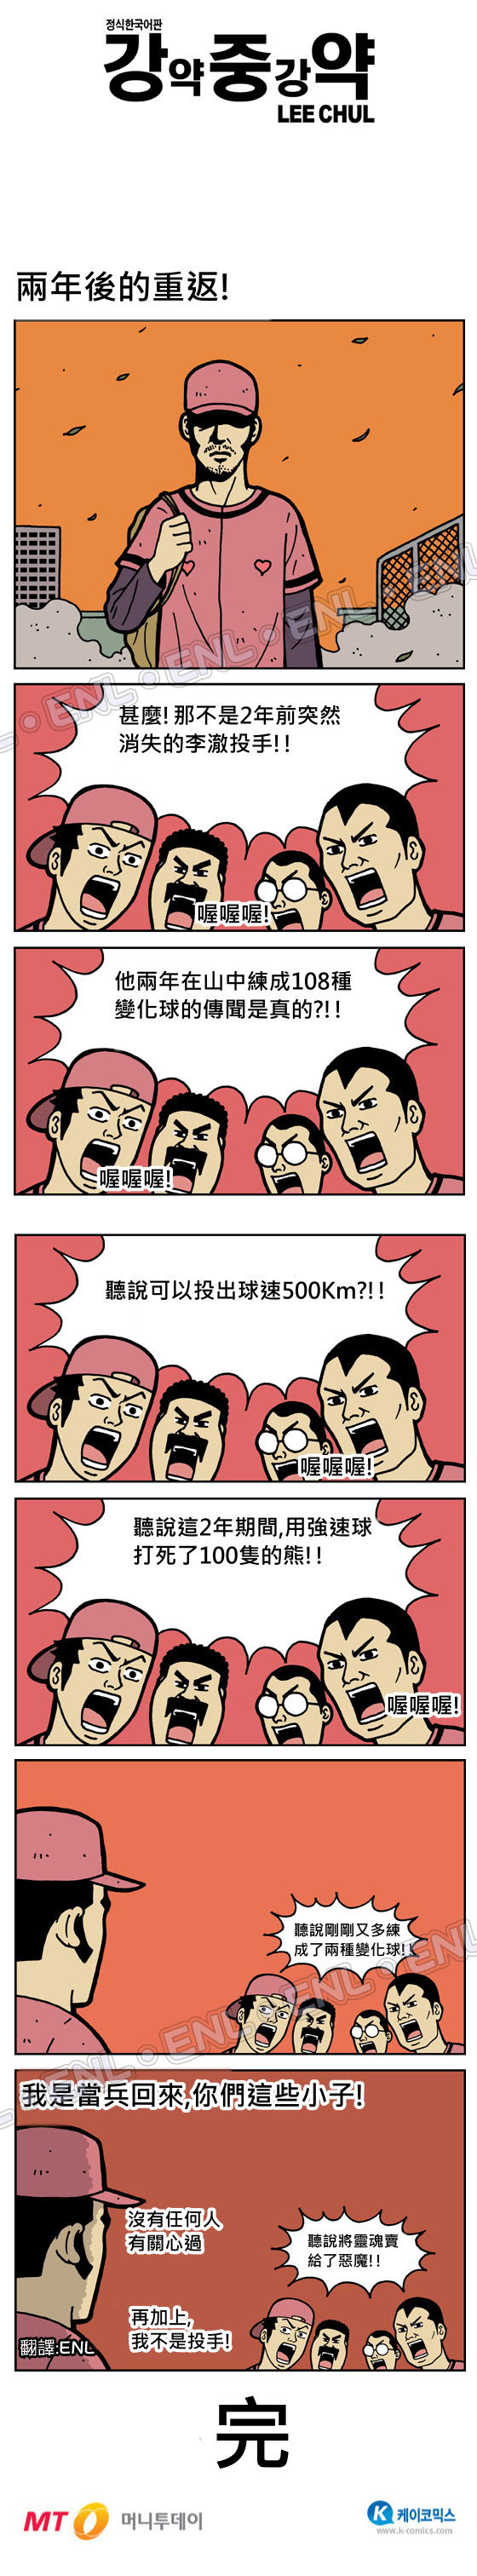 정식한국어판
강약중강약
LEE CHUL
兩年後的重返!
甚麼! 那不是2年前突然
消失的李澈投手!!
喔喔喔!
他兩年在山中練成108種
變化球的傳聞是真的?!!
喔喔喔!
聽說可以投出球速500Km?!!
喔喔喔!
聽說這2年期間,用強速球
打死了100隻的熊!!
喔喔喔!
聽說剛剛又多練
成了兩種變化球!!
我是當兵回來,你們這些小子!
沒有任何人
有關心過
聽說將靈魂賣
給了惡魔!!
再加上,
我不是投手!
翻譯:ENL
完
MT 머니투데이
K 케이코믹스
www.k-comics.com
ENL ENL ENL ENL
ENL ENL ENL ENL